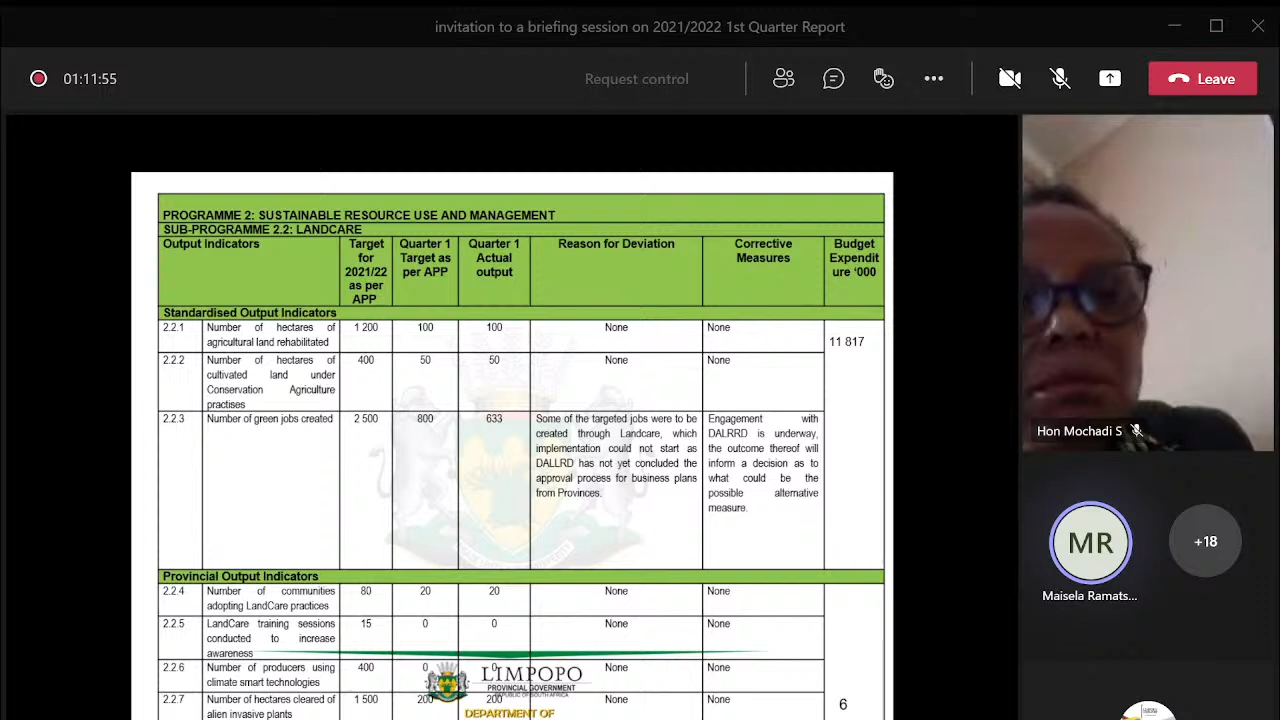 invitation to a briefing session on 2021/2022 1st Quarter Report
01:11:55
Request control
Leave
PROGRAMME 2: SUSTAINABLE RESOURCE USE AND MANAGEMENT
SUB-PROGRAMME 2.2: LANDCARE
Output Indicators
Target
for
2021/22
as per
APP
Quarter 1
Target as
per APP
Quarter 1
Actual
output
Reason for Deviation
Corrective
Measures
Budget
Expendit
ure '000
Standardised Output Indicators
2.2.1
Number of hectares of
agricultural land rehabilitated
1 200
100
100
None
None
11 817
2.2.2
Number of hectares of
cultivated land under
Conservation Agriculture
practises
400
50
50
None
None
2.2.3
Number of green jobs created
2 500
800
633
Some of the targeted jobs were to be
created through Landcare, which
implementation could not start as
DALLRD has not yet concluded the
approval process for business plans
from Provinces.
Engagement with
DALRRD is underway,
the outcome thereof will
inform a decision as to
what could be the
possible alternative
measure.
Provincial Output Indicators
2.2.4
Number of communities
adopting LandCare practices
80
20
20
None
None
2.2.5
LandCare training sessions
conducted to increase
awareness
15
0
0
None
None
2.2.6
Number of producers using
climate smart technologies
400
0
0
None
None
2.2.7
Number of hectares cleared of
alien invasive plants
1 500
200
200
None
None
LIMPOPO
PROVINCIAL GOVERNMENT
REPUBLIC OF SOUTH AFRICA
DEPARTMENT OF
6
Hon Mochadi S
MR
Maisela Ramats...
+18